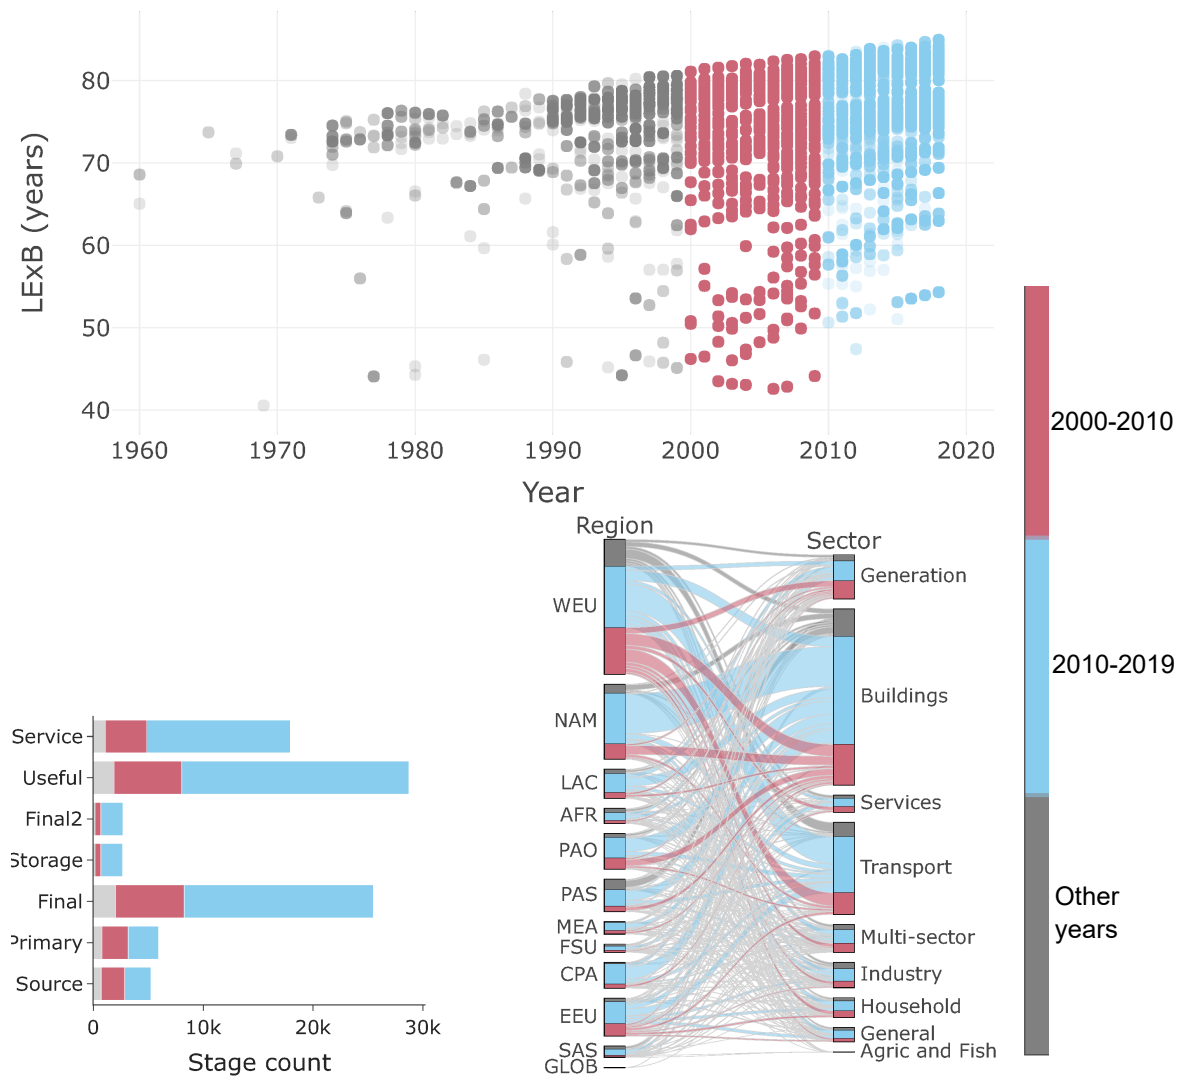 80
70
60
50
40
LExB (years)
1960 1970 1980 1990 2000 2010 2020
Year
2000-2010
2010-2019
Other
years
Region
WEU
NAM
LAC
AFR
PAO
PAS
MEA
FSU
CPA
EEU
SAS
GLOB
Sector
Generation
Buildings
Services
Transport
Multi-sector
Industry
Household
General
Agric and Fish
Service
Useful
Final2
Storage
Final
Primary
Source
0 10k 20k 30k
Stage count